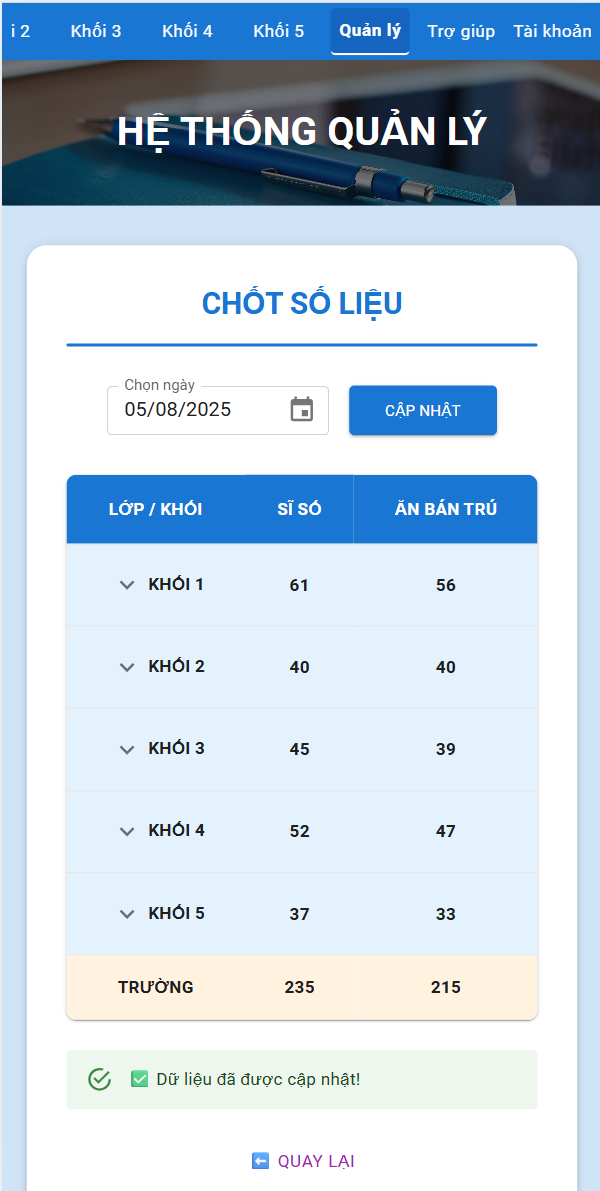 i 2 Khối 3 Khối 4 Khối 5 Quản lý Trợ giúp Tài khoản
HỆ THỐNG QUẢN LÝ
CHỐT SỐ LIỆU
Chọn ngày
05/08/2025 CẬP NHẬT
LỚP / KHỐI SĨ SỐ ĂN BÁN TRÚ
KHỐI 1 61 56
KHỐI 2 40 40
KHỐI 3 45 39
KHỐI 4 52 47
KHỐI 5 37 33
TRƯỜNG 235 215
✅ Dữ liệu đã được cập nhật!
⬅️ QUAY LẠI